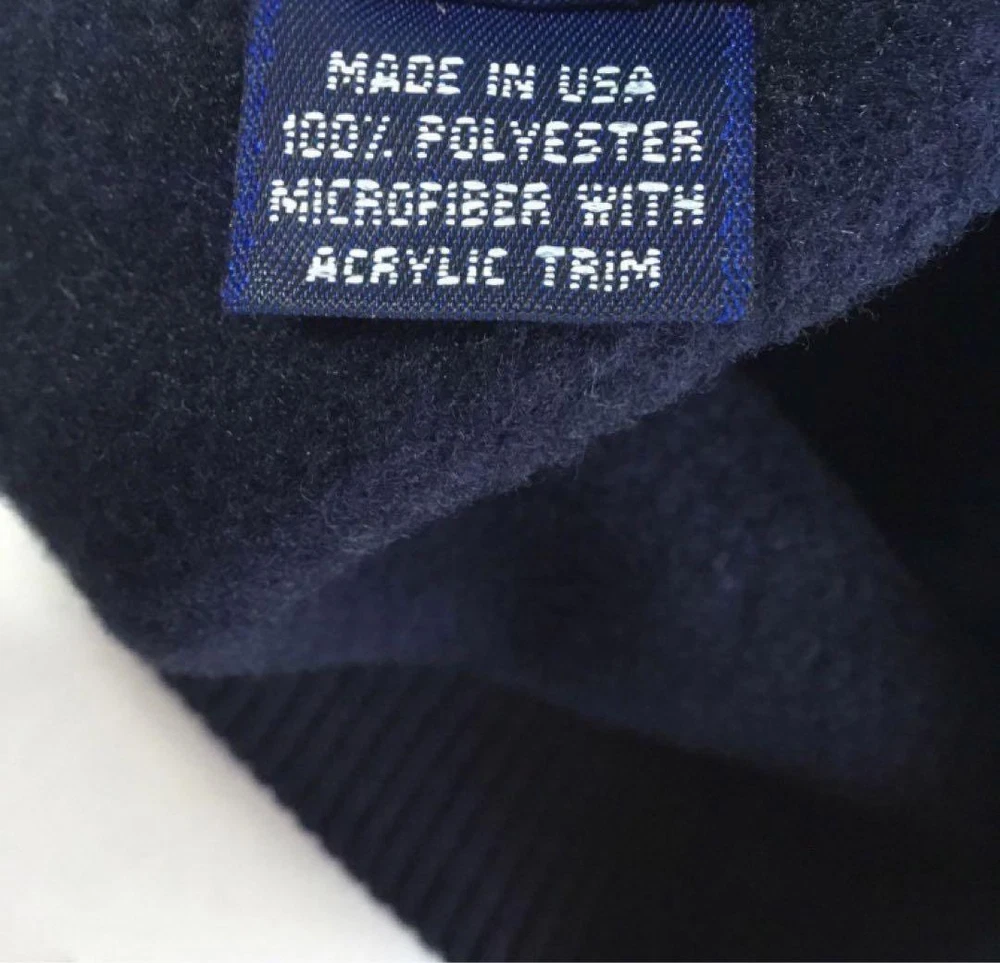 MADE IN USA
100% POLYESTER
MICROFIBER WITH
ACRYLIC TRIM